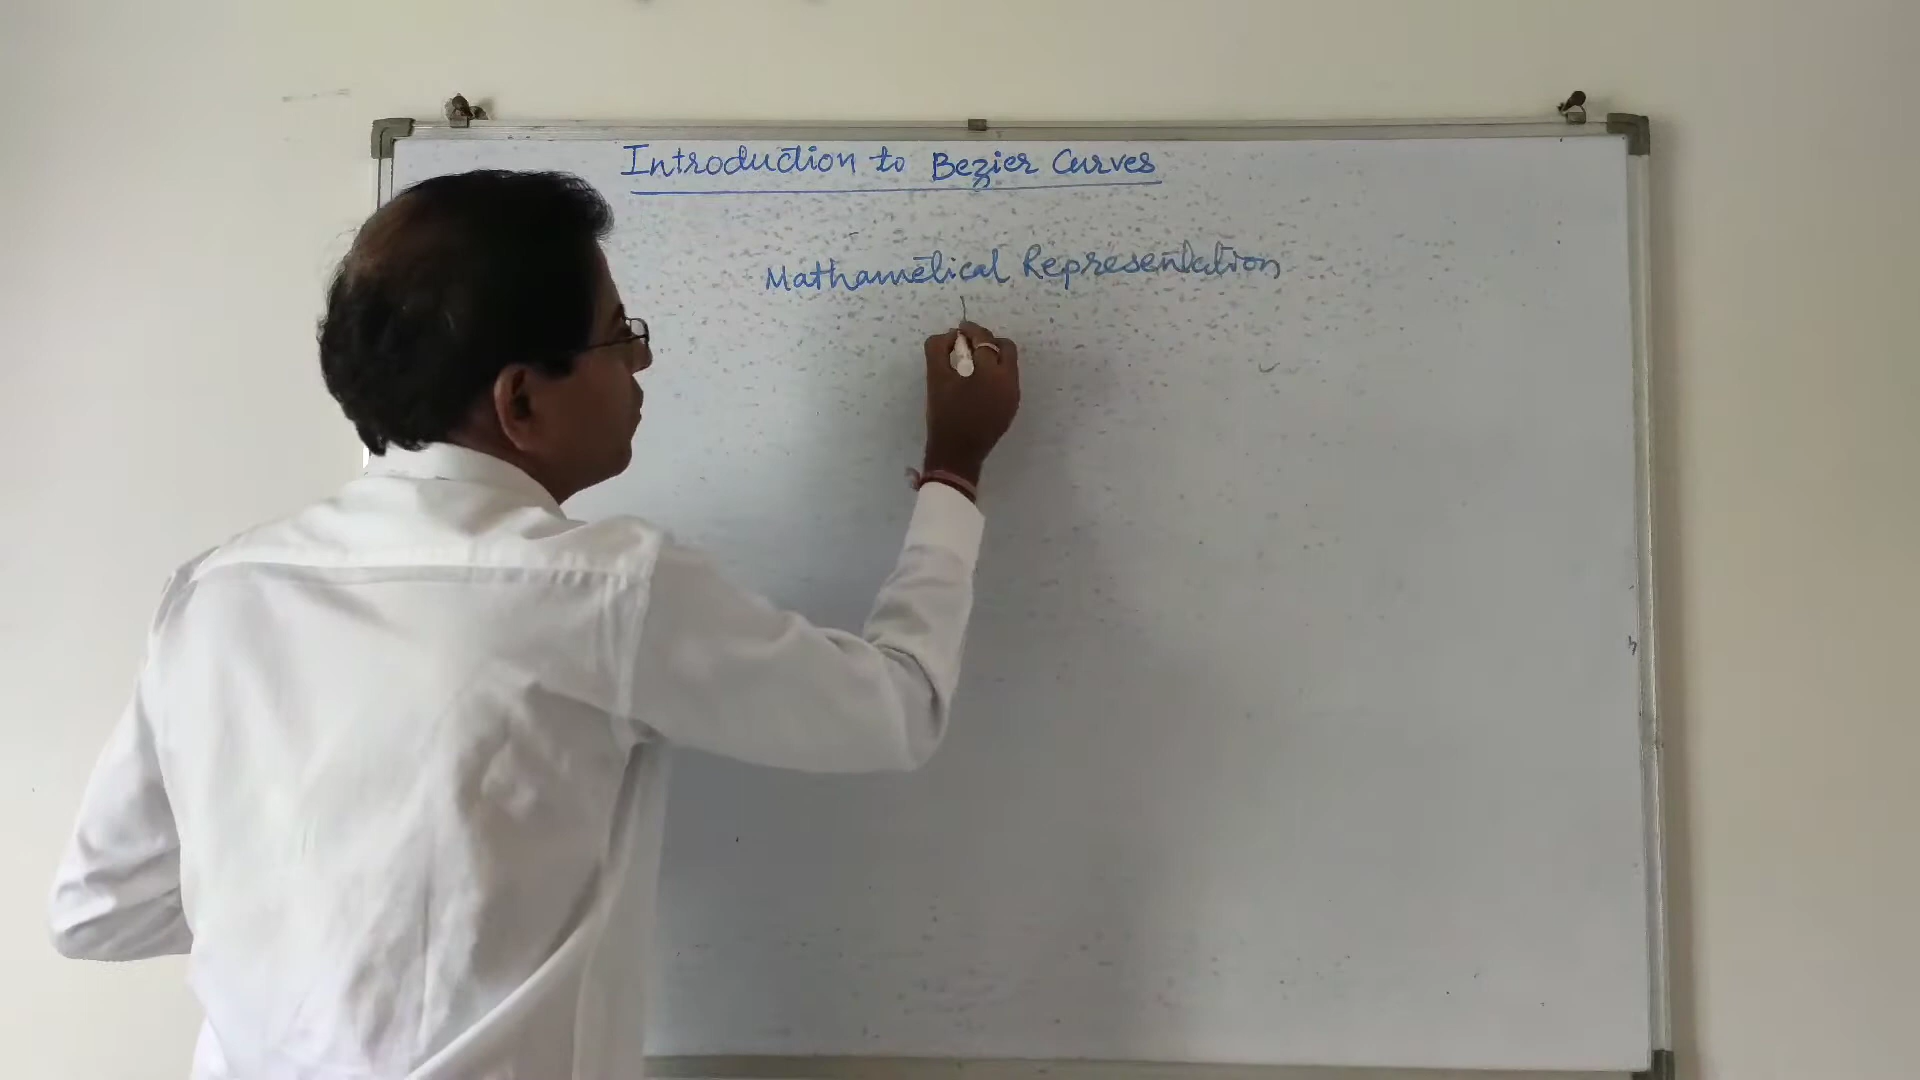 Introduction to Bezier Curves
Mathametical Representation